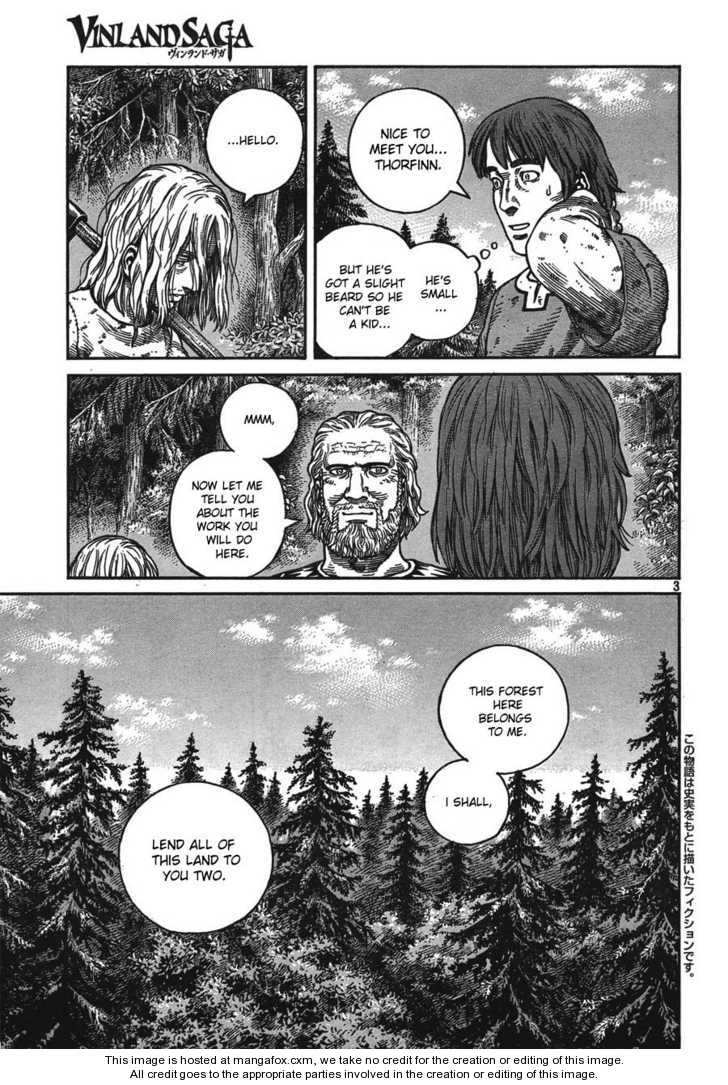 VINLAND SAGA
ヴィンランド・サガ
NICE TO
MEET YOU...
THORFINN.
HE'S
SMALL
...
BUT HE'S
GOT A SLIGHT
BEARD SO HE
CAN'T BE
A KID...
...HELLO.
MMM,
NOW LET ME
TELL YOU
ABOUT THE
WORK YOU
WILL DO
HERE.
3
THIS FOREST
HERE
BELONGS
TO ME.
I SHALL,
LEND ALL OF
THIS LAND TO
YOU TWO.
この物語は史実をもとに描いたフィクションです。
This image is hosted at mangafox.cxm, we take no credit for the creation or editing of this image.
All credit goes to the appropriate parties involved in the creation or editing of this image.